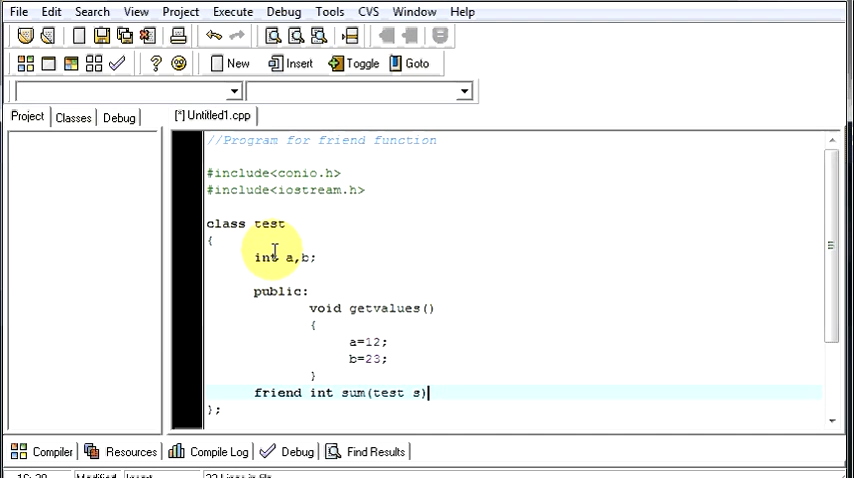 File Edit Search View Project Execute Debug Tools CVS Window Help
New Insert Toggle Goto
Project Classes Debug [*] Untitled1.cpp
//Program for friend function
#include<conio.h>
#include<iostream.h>
class test
{
int a,b;
public:
void getvalues()
{
a=12;
b=23;
}
friend int sum(test s)
};
Compiler Resources Compile Log Debug Find Results